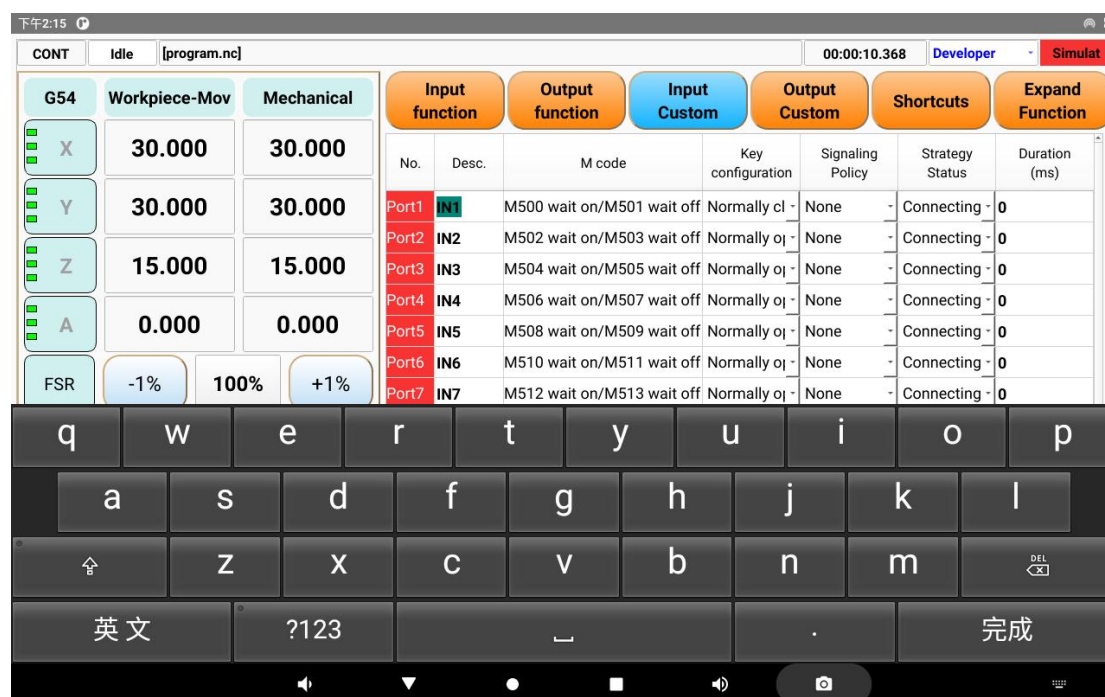 下午2:15
CONT Idle [program.nc] 00:00:10.368 Developer Simulat
G54 Workpiece-Mov Mechanical
X 30.000 30.000
Y 30.000 30.000
Z 15.000 15.000
A 0.000 0.000
FSR -1% 100% +1%
Input function
Output function
Input Custom
Output Custom
Shortcuts
Expand Function
No. Desc. M code Key configuration Signaling Policy Strategy Status Duration (ms)
Port1 IN1 M500 wait on/M501 wait off Normally cl None Connecting 0
Port2 IN2 M502 wait on/M503 wait off Normally o None Connecting 0
Port3 IN3 M504 wait on/M505 wait off Normally o None Connecting 0
Port4 IN4 M506 wait on/M507 wait off Normally o None Connecting 0
Port5 IN5 M508 wait on/M509 wait off Normally o None Connecting 0
Port6 IN6 M510 wait on/M511 wait off Normally o None Connecting 0
Port7 IN7 M512 wait on/M513 wait off Normally o None Connecting 0
q w e r t y u i o p
a s d f g h j k l
z x c v b n m DEL
英文 ?123 . 完成